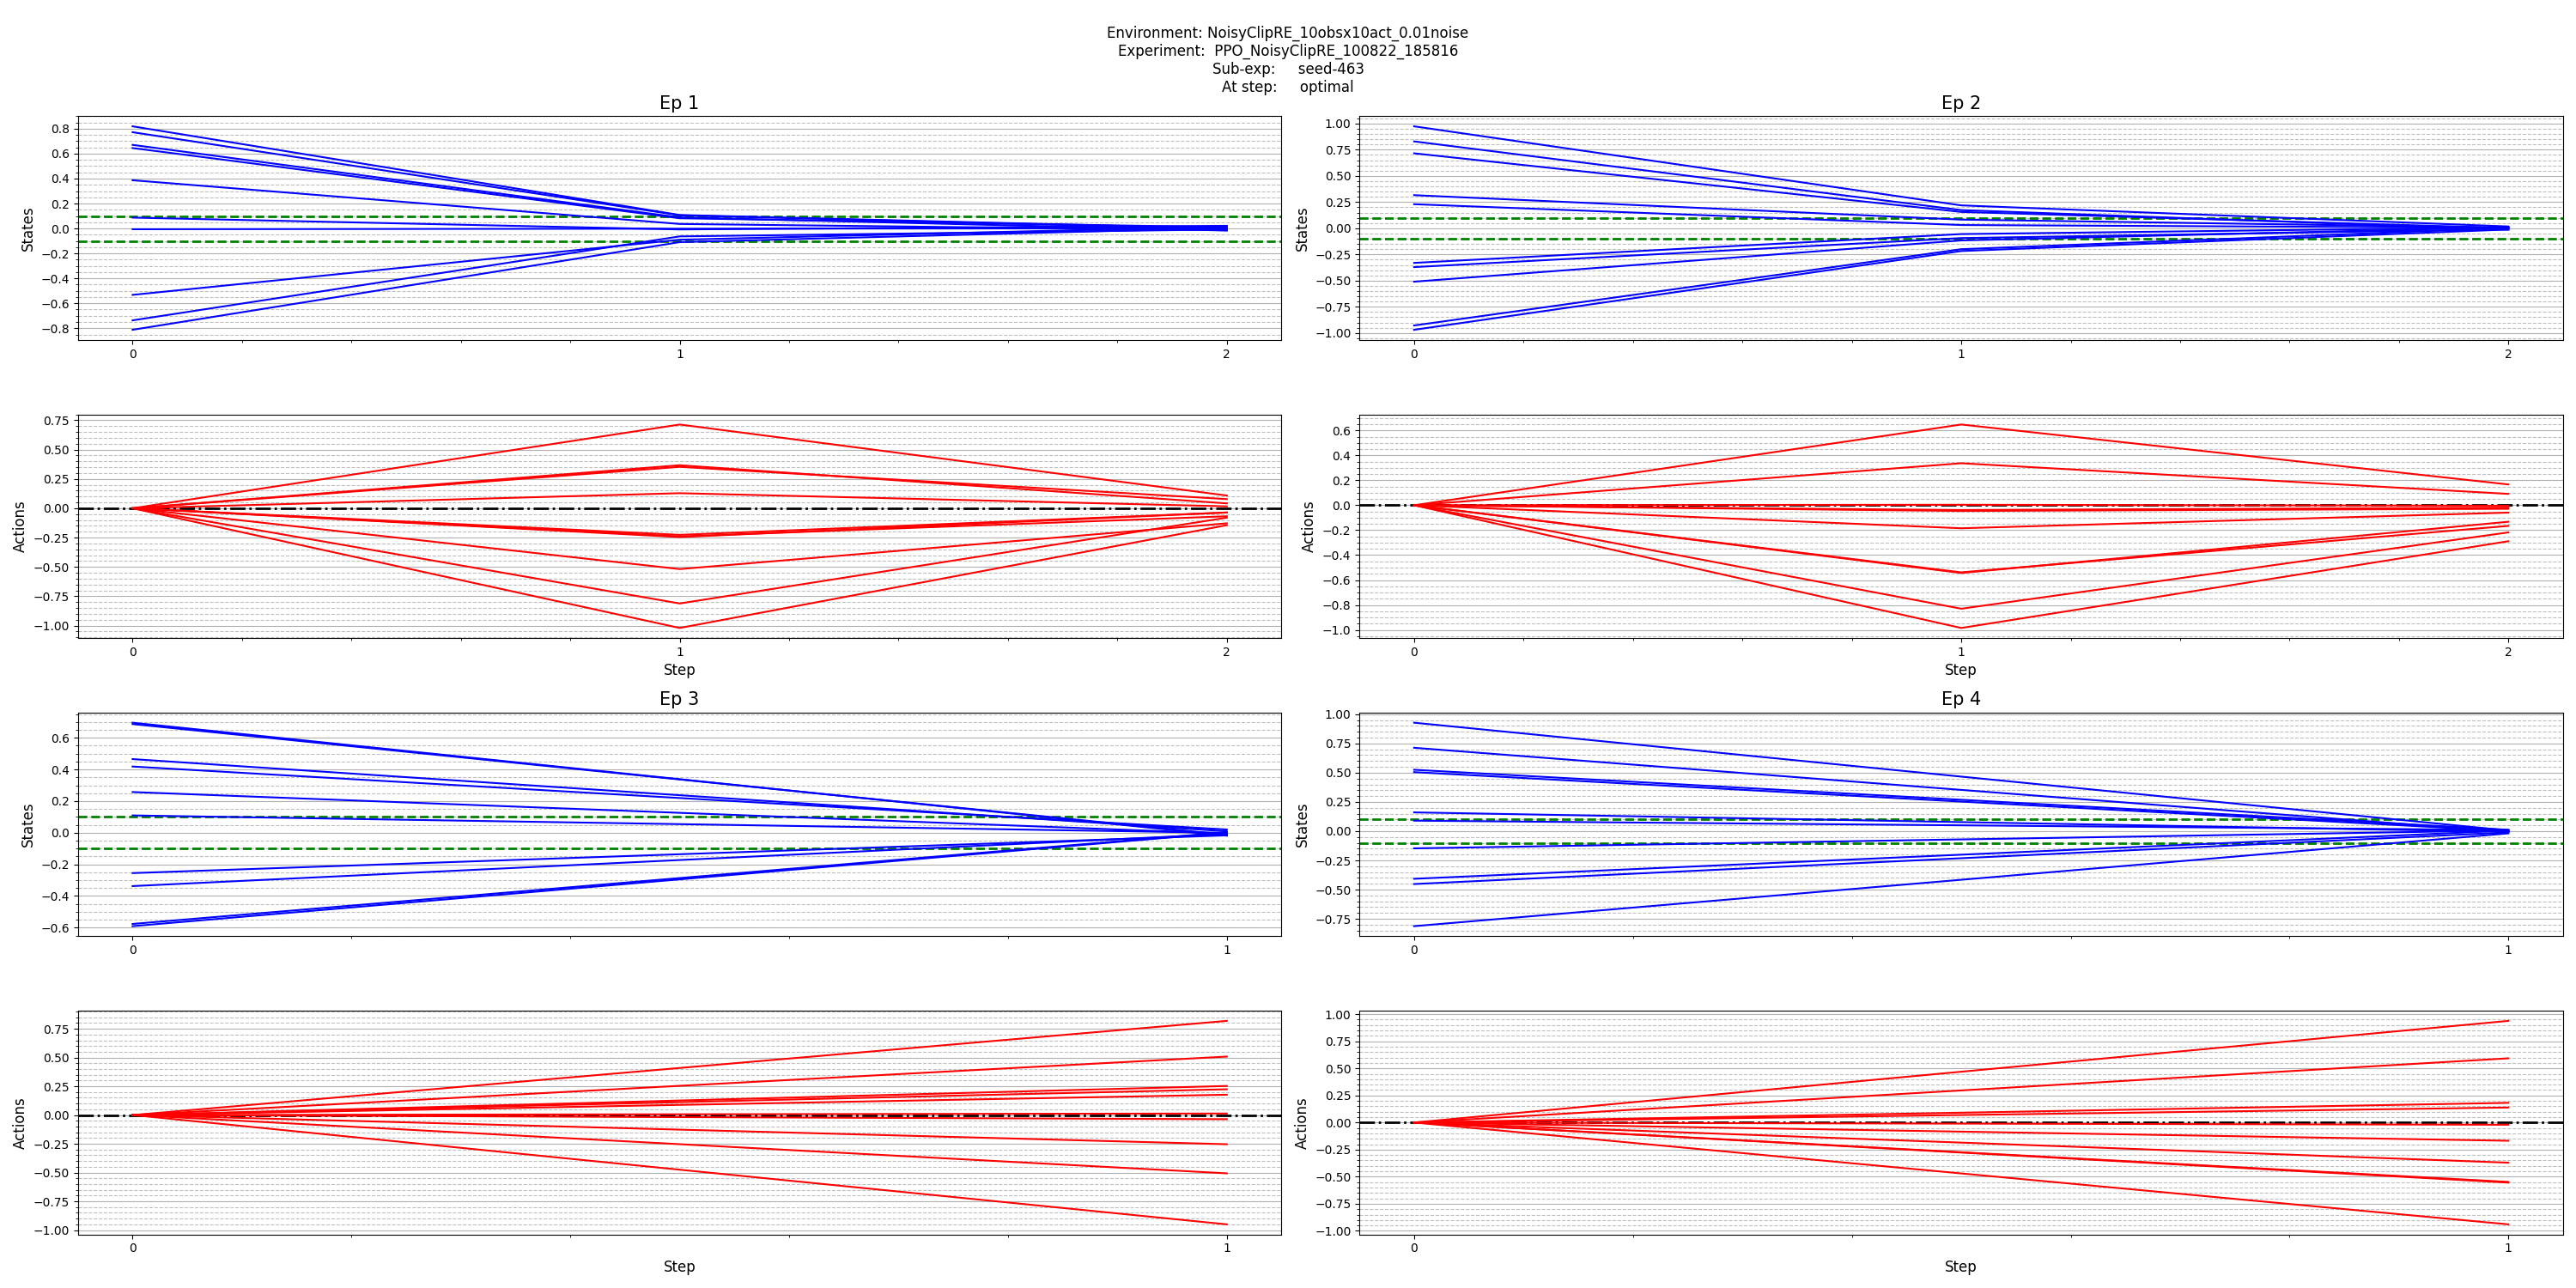 Environment: NoisyClipRE_10obsx10act_0.01noise
Experiment: PPO_NoisyClipRE_100822_185816
Sub-exp: seed-463
At step: optimal
Ep 1
States
0.8
0.6
0.4
0.2
0.0
−0.2
−0.4
−0.6
−0.8
0 1 2
Ep 2
States
1.00
0.75
0.50
0.25
0.00
−0.25
−0.50
−0.75
−1.00
0 1 2
Actions
0.75
0.50
0.25
0.00
−0.25
−0.50
−0.75
−1.00
0 1 2
Step
Actions
0.6
0.4
0.2
0.0
−0.2
−0.4
−0.6
−0.8
−1.0
0 1 2
Step
Ep 3
States
0.6
0.4
0.2
0.0
−0.2
−0.4
−0.6
0 1
Ep 4
States
1.00
0.75
0.50
0.25
0.00
−0.25
−0.50
−0.75
0 1
Actions
0.75
0.50
0.25
0.00
−0.25
−0.50
−0.75
−1.00
0 1
Step
Actions
1.00
0.75
0.50
0.25
0.00
−0.25
−0.50
−0.75
−1.00
0 1
Step